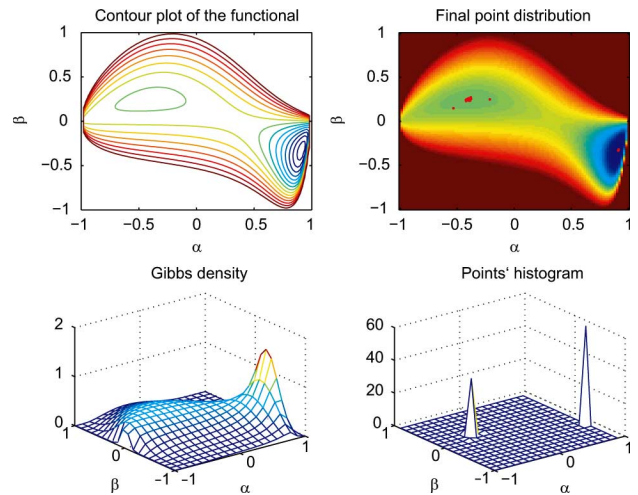 Contour plot of the functional
1
0.5
0
−0.5
−1
β
−1 −0.5 0 0.5 1
α
Final point distribution
1
0.5
0
−0.5
−1
β
−1 −0.5 0 0.5 1
α
Gibbs density
2
1
0
1
0
−1
β
−1
0
1
α
Points‘ histogram
60
40
20
0
1
0
−1
β
−1
0
1
α